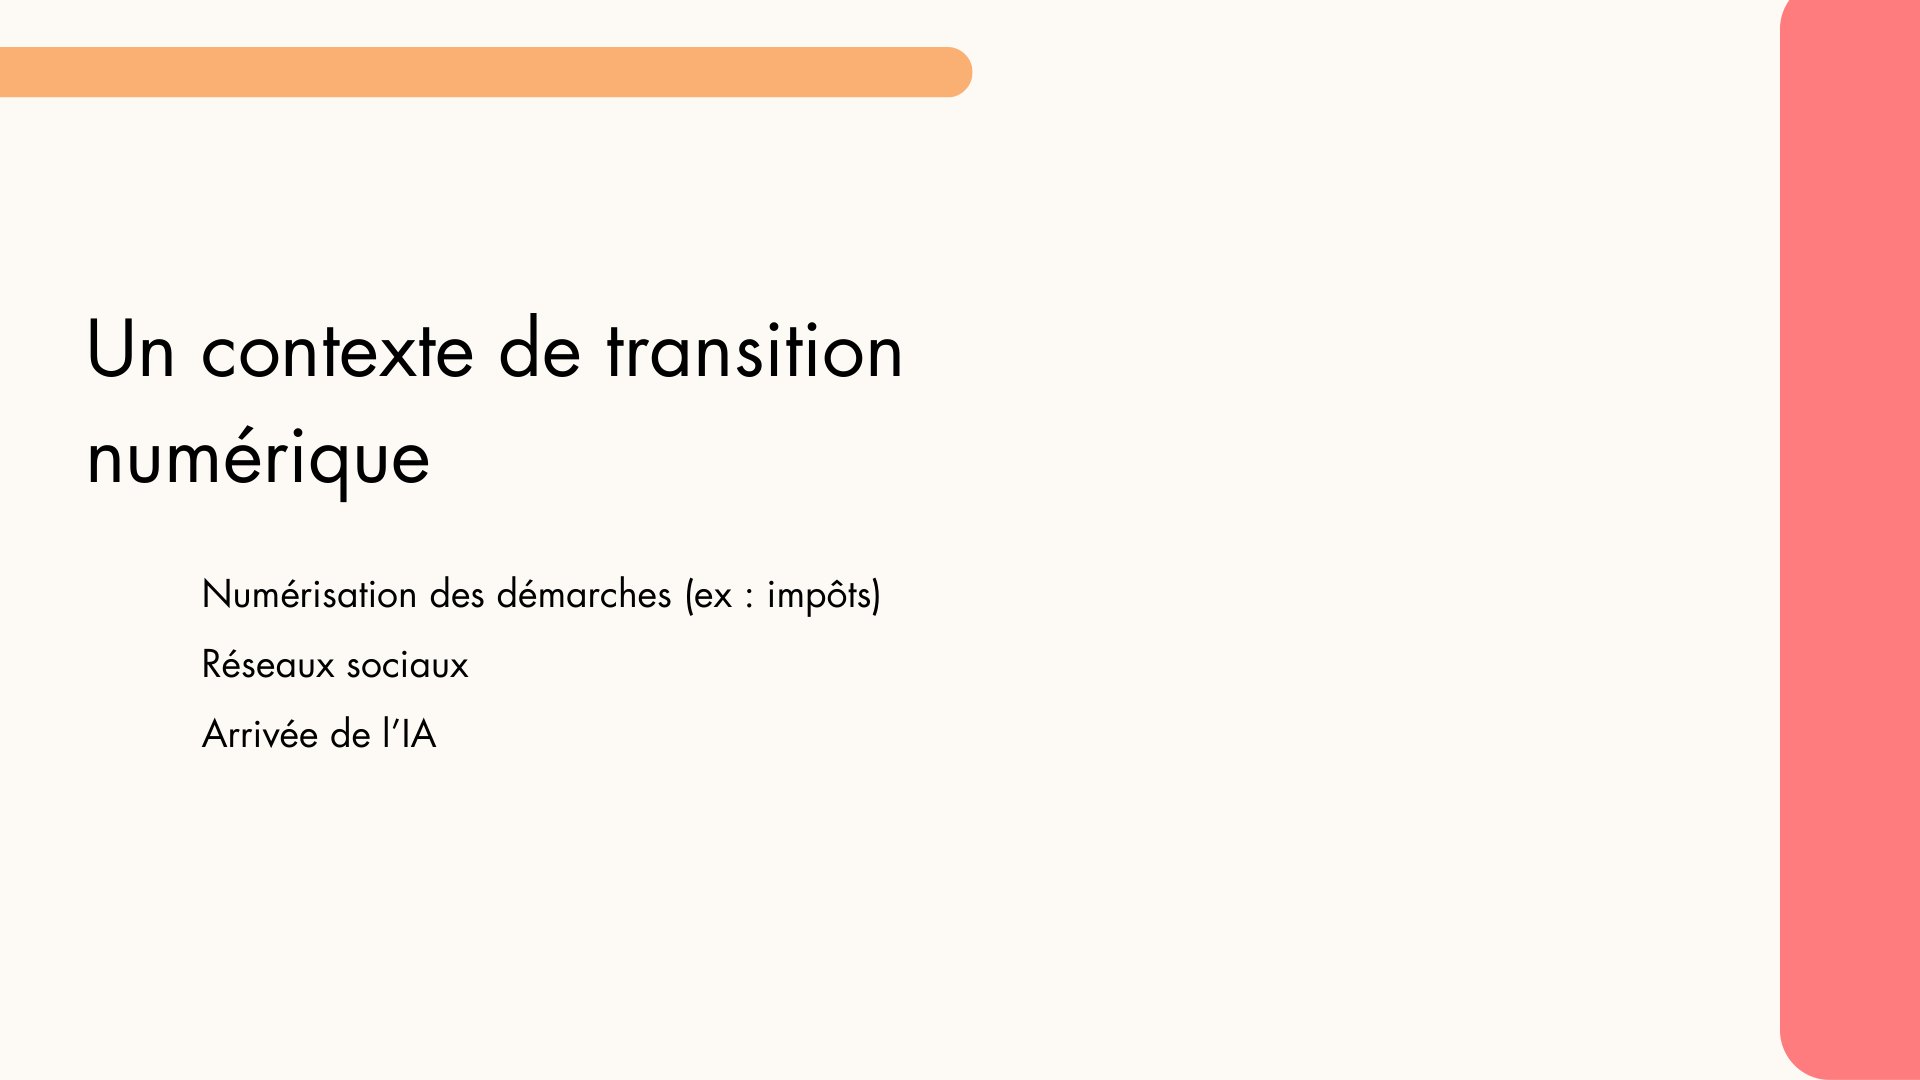 Un contexte de transition
numérique
Numérisation des démarches (ex : impôts)
Réseaux sociaux
Arrivée de l’IA